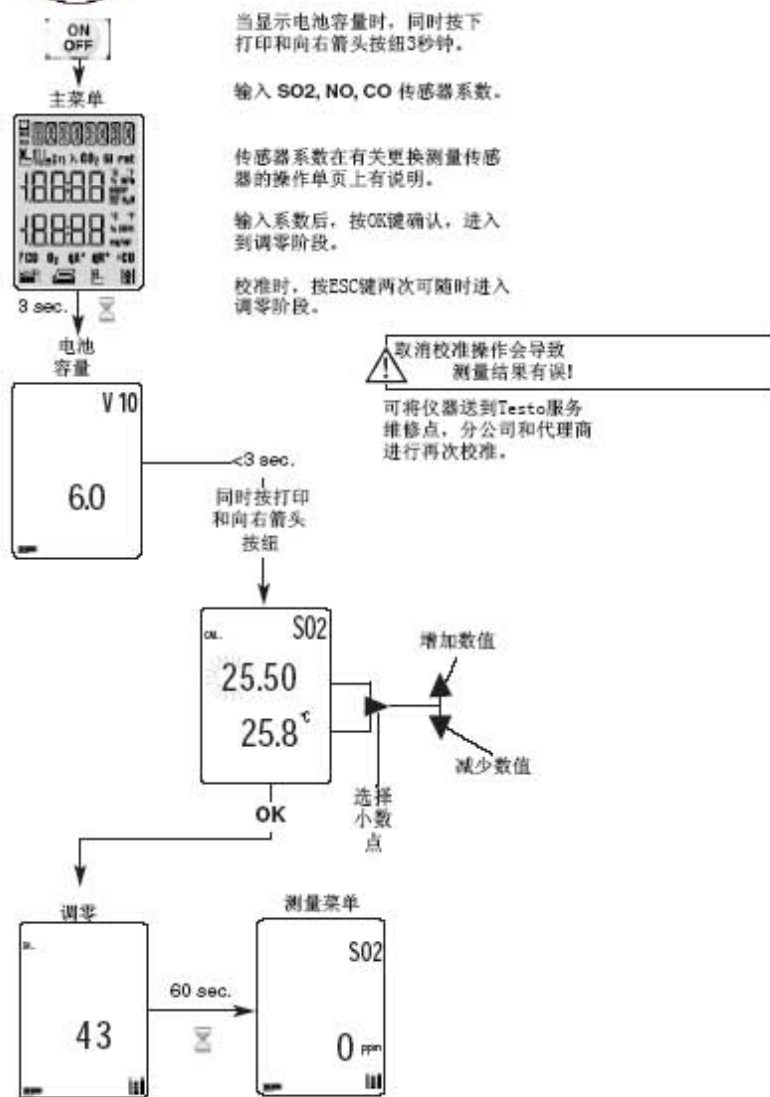 ON
OFF
当显示电池容量时，同时按下
打印和向右箭头按钮3秒钟。
主菜单
输入 SO2, NO, CO 传感器系数。
传感器系数在有关更换测量传感
器的操作单页上有说明。
输入系数后，按OK键确认，进入
到调零阶段。
校准时，按ESC键两次可随时进入
调零阶段。
3 sec.
电池
容量
取消校准操作会导致
测量结果有误!
可将仪器送到Testo服务
维修点，分公司和代理商
进行再次校准。
V 10
6.0
<3 sec.
同时按打印
和向右箭头
按钮
CAL.
SO2
25.50
25.8 °C
增加数值
减少数值
选择
小数
点
OK
调零
43
60 sec.
测量菜单
SO2
0 ppm